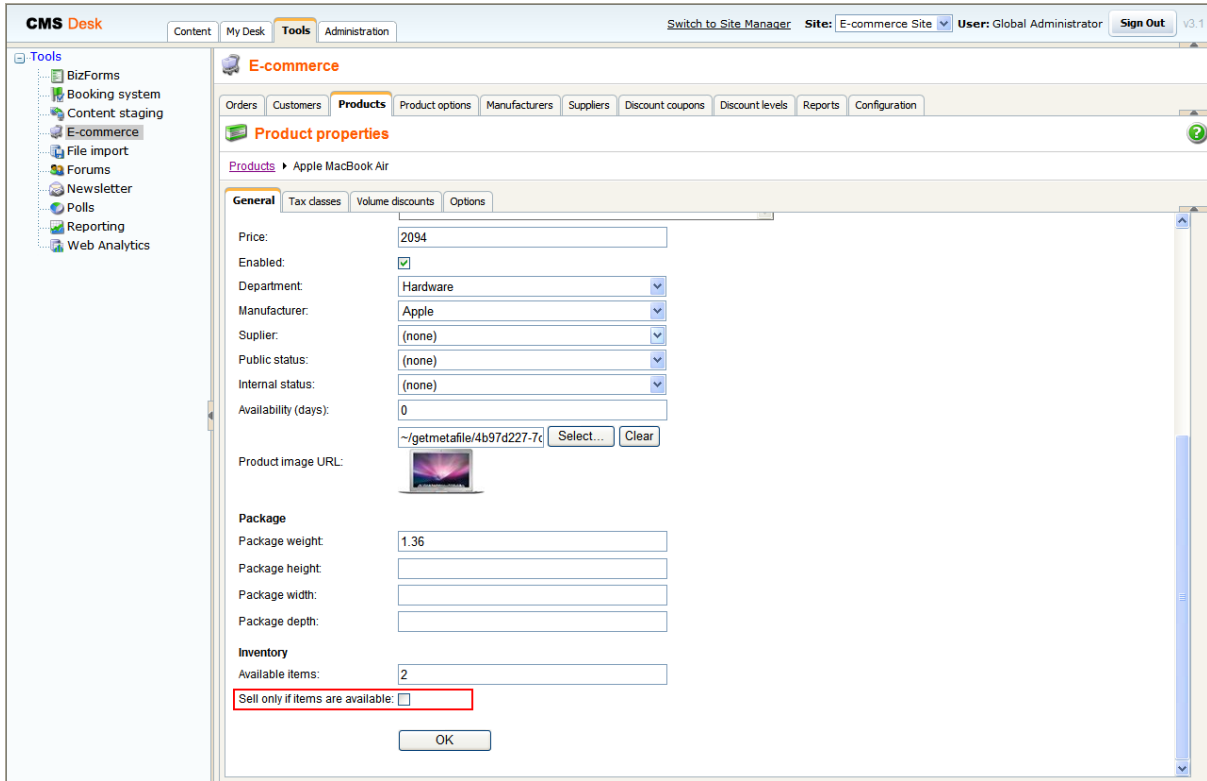 CMS Desk
Content My Desk Tools Administration
Switch to Site Manager Site: E-commerce Site User: Global Administrator Sign Out v3.1
Tools
BizForms
Booking system
Content staging
E-commerce
File import
Forums
Newsletter
Polls
Reporting
Web Analytics
E-commerce
Orders Customers Products Product options Manufacturers Suppliers Discount coupons Discount levels Reports Configuration
Product properties
Products Apple MacBook Air
General Tax classes Volume discounts Options
Price: 2094
Enabled:
Department: Hardware
Manufacturer: Apple
Suplier: (none)
Public status: (none)
Internal status: (none)
Availability (days): 0
~/getmetafile/4b97d227-7c Select... Clear
Product image URL:
Package
Package weight: 1.36
Package height:
Package width:
Package depth:
Inventory
Available items: 2
Sell only if items are available:
OK